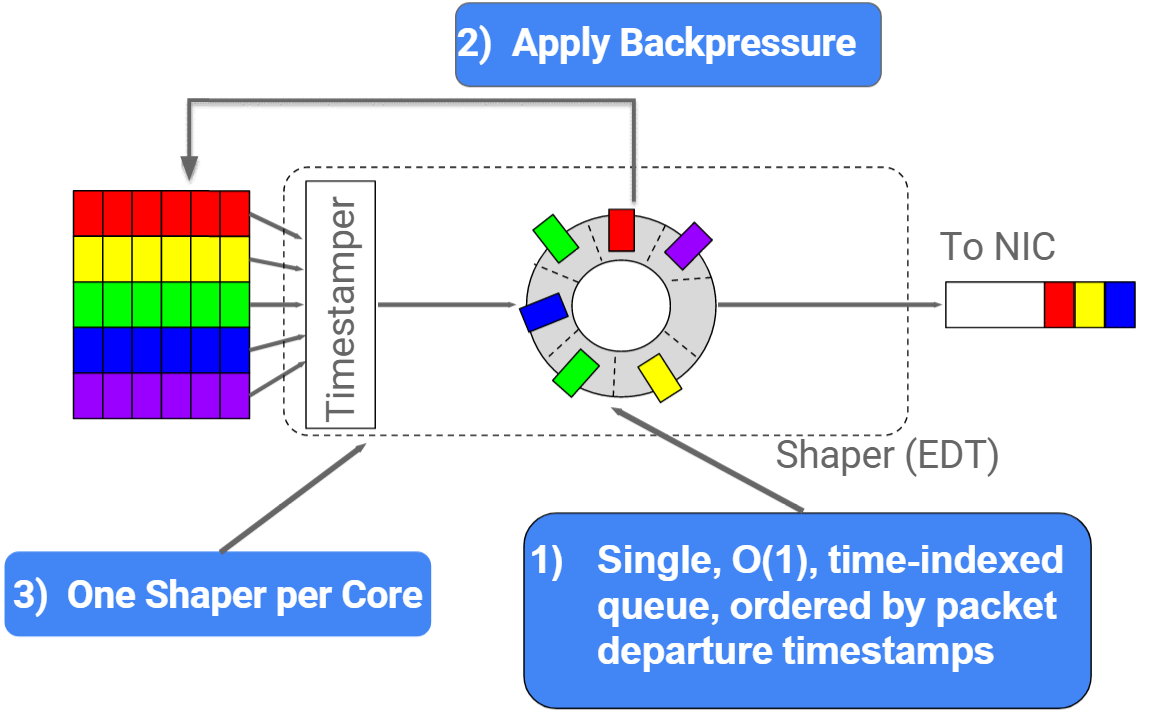 2) Apply Backpressure
Timestamper
To NIC
Shaper (EDT)
3) One Shaper per Core
1) Single, O(1), time-indexed
queue, ordered by packet
departure timestamps